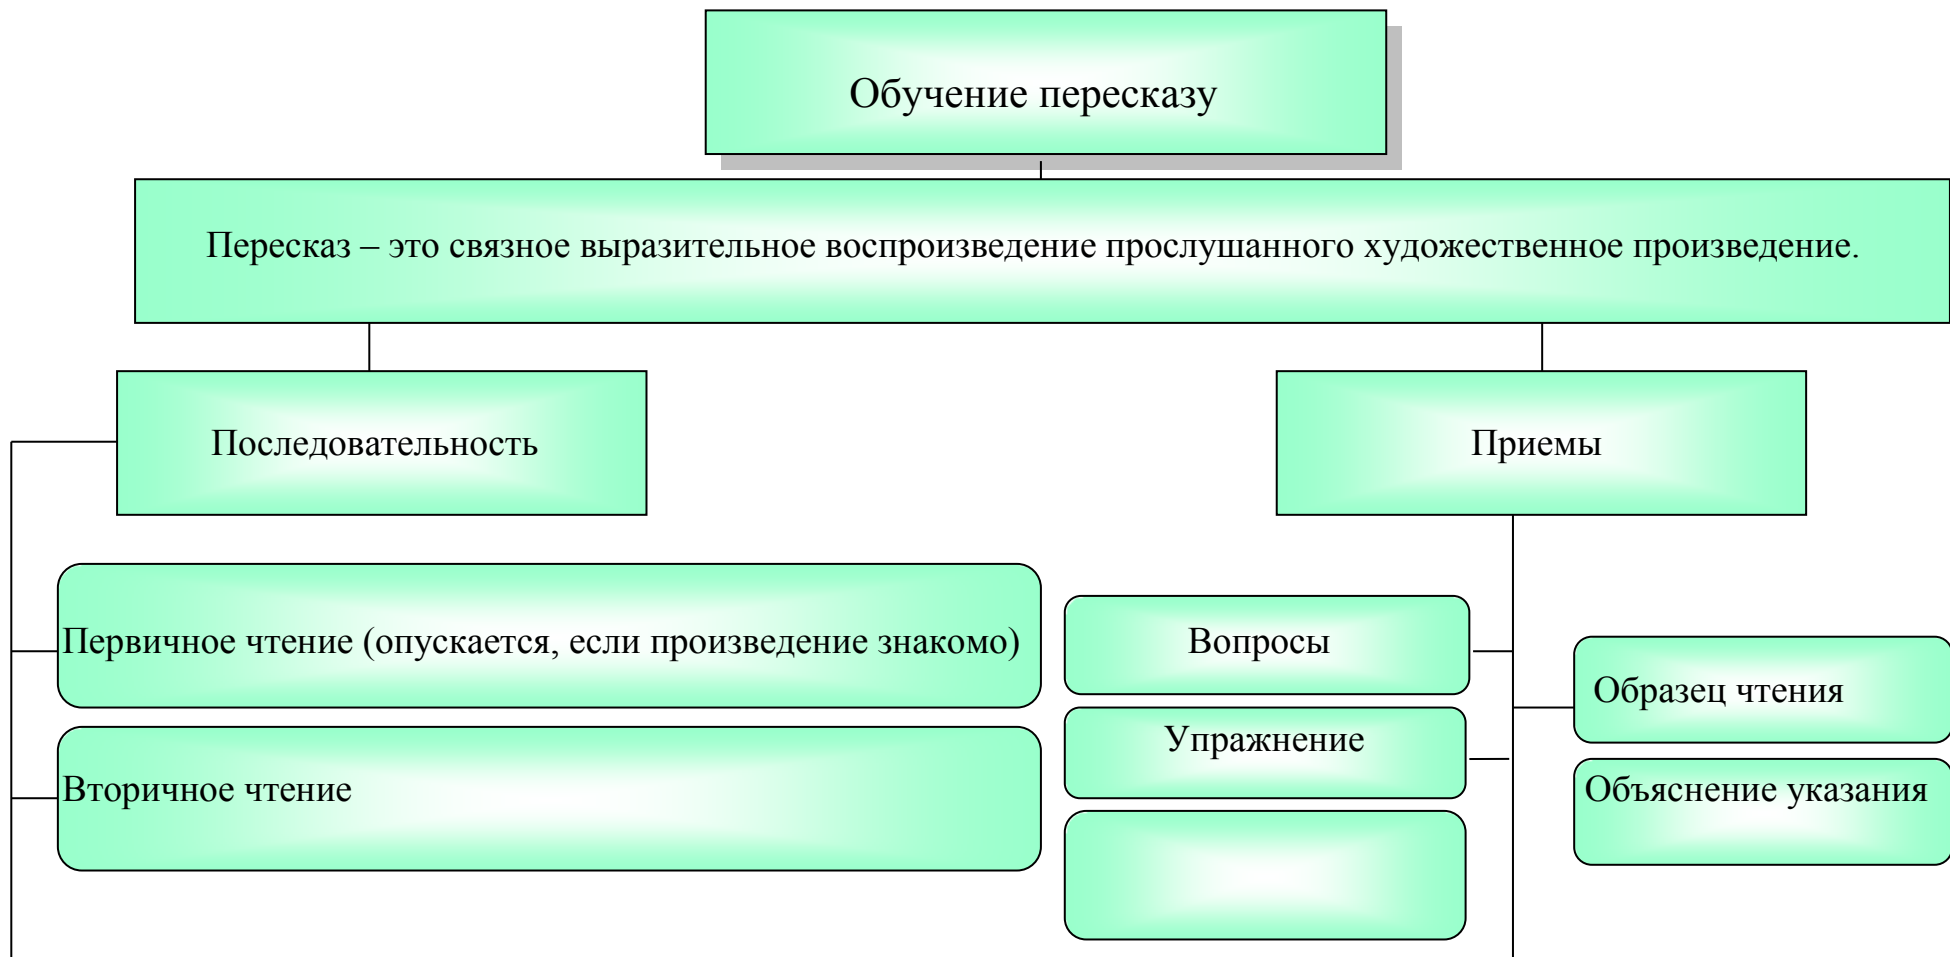 Обучение пересказу
Пересказ – это связное выразительное воспроизведение прослушанного художественное произведение.
Последовательность
Приемы
Первичное чтение (опускается, если произведение знакомо)
Вторичное чтение
Вопросы
Упражнение
Образец чтения
Объяснение указания